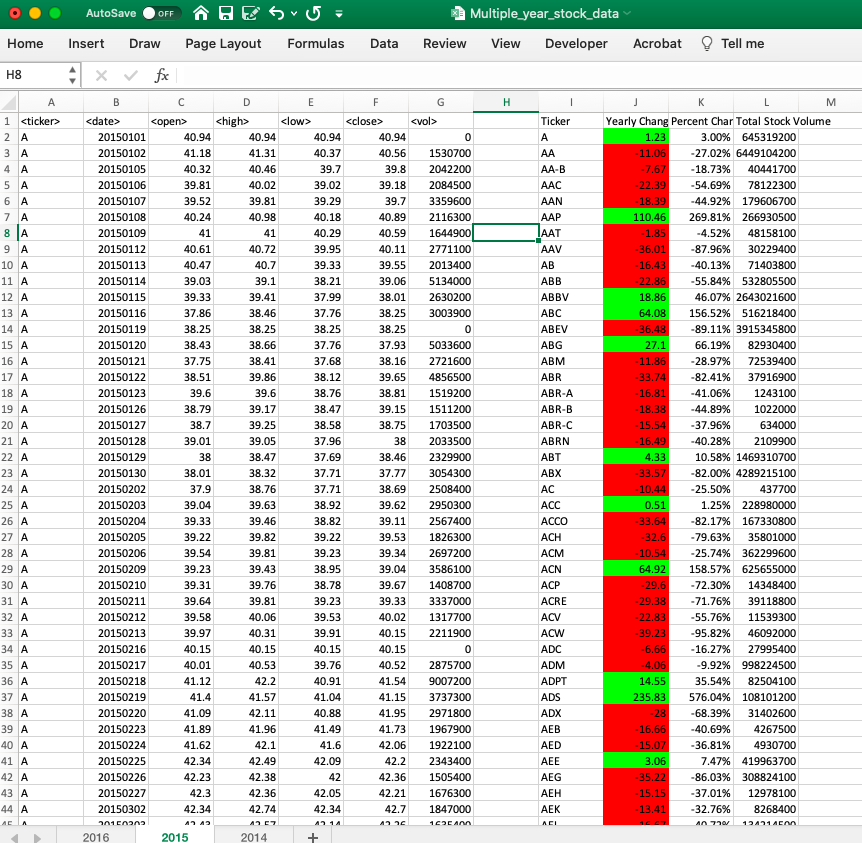 AutoSave OFF Multiple_year_stock_data
Home Insert Draw Page Layout Formulas Data Review View Developer Acrobat Tell me
H8 fx
A B C D E F G H I J K L M
1 <ticker> <date> <open> <high> <low> <close> <vol> Ticker Yearly Chang Percent Char Total Stock Volume
2 A 20150101 40.94 40.94 40.94 40.94 0 A 1.23 3.00% 645319200
3 A 20150102 41.18 41.31 40.37 40.56 1530700 AA -11.06 -27.02% 6449104200
4 A 20150105 40.32 40.46 39.7 39.8 2042200 AA-B -7.67 -18.73% 40441700
5 A 20150106 39.81 40.02 39.02 39.18 2084500 AAC -22.39 -54.69% 78122300
6 A 20150107 39.52 39.81 39.29 39.7 3359600 AAN -18.39 -44.92% 179606700
7 A 20150108 40.24 40.98 40.18 40.89 2116300 AAP 110.46 269.81% 266930500
8 A 20150109 41 41 40.29 40.59 1644900 AAT -1.85 -4.52% 48158100
9 A 20150112 40.61 40.72 39.95 40.11 2771100 AAV -36.01 -87.96% 30229400
10 A 20150113 40.47 40.7 39.33 39.55 2013400 AB -16.43 -40.13% 71403800
11 A 20150114 39.03 39.1 38.21 39.06 5134000 ABB -22.86 -55.84% 532805500
12 A 20150115 39.33 39.41 37.99 38.01 2630200 ABBV 18.86 46.07% 2643021600
13 A 20150116 37.86 38.46 37.76 38.25 3003900 ABC 64.08 156.52% 516218400
14 A 20150119 38.25 38.25 38.25 38.25 0 ABEV -36.48 -89.11% 3915345800
15 A 20150120 38.43 38.66 37.76 37.93 5033600 ABG 27.1 66.19% 82930400
16 A 20150121 37.75 38.41 37.68 38.16 2721600 ABM -11.86 -28.97% 72539400
17 A 20150122 38.51 39.86 38.12 39.65 4856500 ABR -33.74 -82.41% 37916900
18 A 20150123 39.6 39.6 38.76 38.81 1519200 ABR-A -16.81 -41.06% 1243100
19 A 20150126 38.79 39.17 38.47 39.15 1511200 ABR-B -18.38 -44.89% 1022000
20 A 20150127 38.7 39.25 38.58 38.75 1703500 ABR-C -15.54 -37.96% 634000
21 A 20150128 39.01 39.05 37.96 38 2033500 ABRN -16.49 -40.28% 2109900
22 A 20150129 38 38.47 37.69 38.46 2329900 ABT 4.33 10.58% 1469310700
23 A 20150130 38.01 38.32 37.71 37.77 3054300 ABX -33.57 -82.00% 4289215100
24 A 20150202 37.9 38.76 37.71 38.69 2508400 AC -10.44 -25.50% 437700
25 A 20150203 39.04 39.63 38.92 39.62 2950300 ACC 0.51 1.25% 228980000
26 A 20150204 39.33 39.46 38.82 39.11 2567400 ACCO -33.64 -82.17% 167330800
27 A 20150205 39.22 39.82 39.22 39.53 1826300 ACH -32.6 -79.63% 35801000
28 A 20150206 39.54 39.81 39.23 39.34 2697200 ACM -10.54 -25.74% 362299600
29 A 20150209 39.23 39.43 38.95 39.04 3586100 ACN 64.92 158.57% 625655000
30 A 20150210 39.31 39.76 38.78 39.67 1408700 ACP -29.6 -72.30% 14348400
31 A 20150211 39.64 39.81 39.23 39.33 3337000 ACRE -29.38 -71.76% 39118800
32 A 20150212 39.58 40.06 39.53 40.02 1317700 ACV -22.83 -55.76% 11539300
33 A 20150213 39.97 40.31 39.91 40.15 2211900 ACW -39.23 -95.82% 46092000
34 A 20150216 40.15 40.15 40.15 40.15 0 ADC -6.66 -16.27% 27995400
35 A 20150217 40.01 40.53 39.76 40.52 2875700 ADM -4.06 -9.92% 998224500
36 A 20150218 41.12 42.2 40.91 41.54 9007200 ADPT 14.55 35.54% 82504100
37 A 20150219 41.4 41.57 41.04 41.15 3737300 ADS 235.83 576.04% 108101200
38 A 20150220 41.09 42.11 40.88 41.95 2971800 ADX -28 -68.39% 31402600
39 A 20150223 41.89 41.96 41.49 41.73 1967900 AEB -16.66 -40.69% 4267500
40 A 20150224 41.62 42.1 41.6 42.06 1922100 AED -15.07 -36.81% 4930700
41 A 20150225 42.34 42.49 42.09 42.2 2343400 AEE 3.06 7.47% 419963700
42 A 20150226 42.23 42.38 42 42.36 1505400 AEG -35.22 -86.03% 308824100
43 A 20150227 42.3 42.36 42.05 42.21 1676300 AEH -15.15 -37.01% 12978100
44 A 20150302 42.34 42.74 42.34 42.7 1847000 AEK -13.41 -32.76% 8268400
2016 2015 2014 +